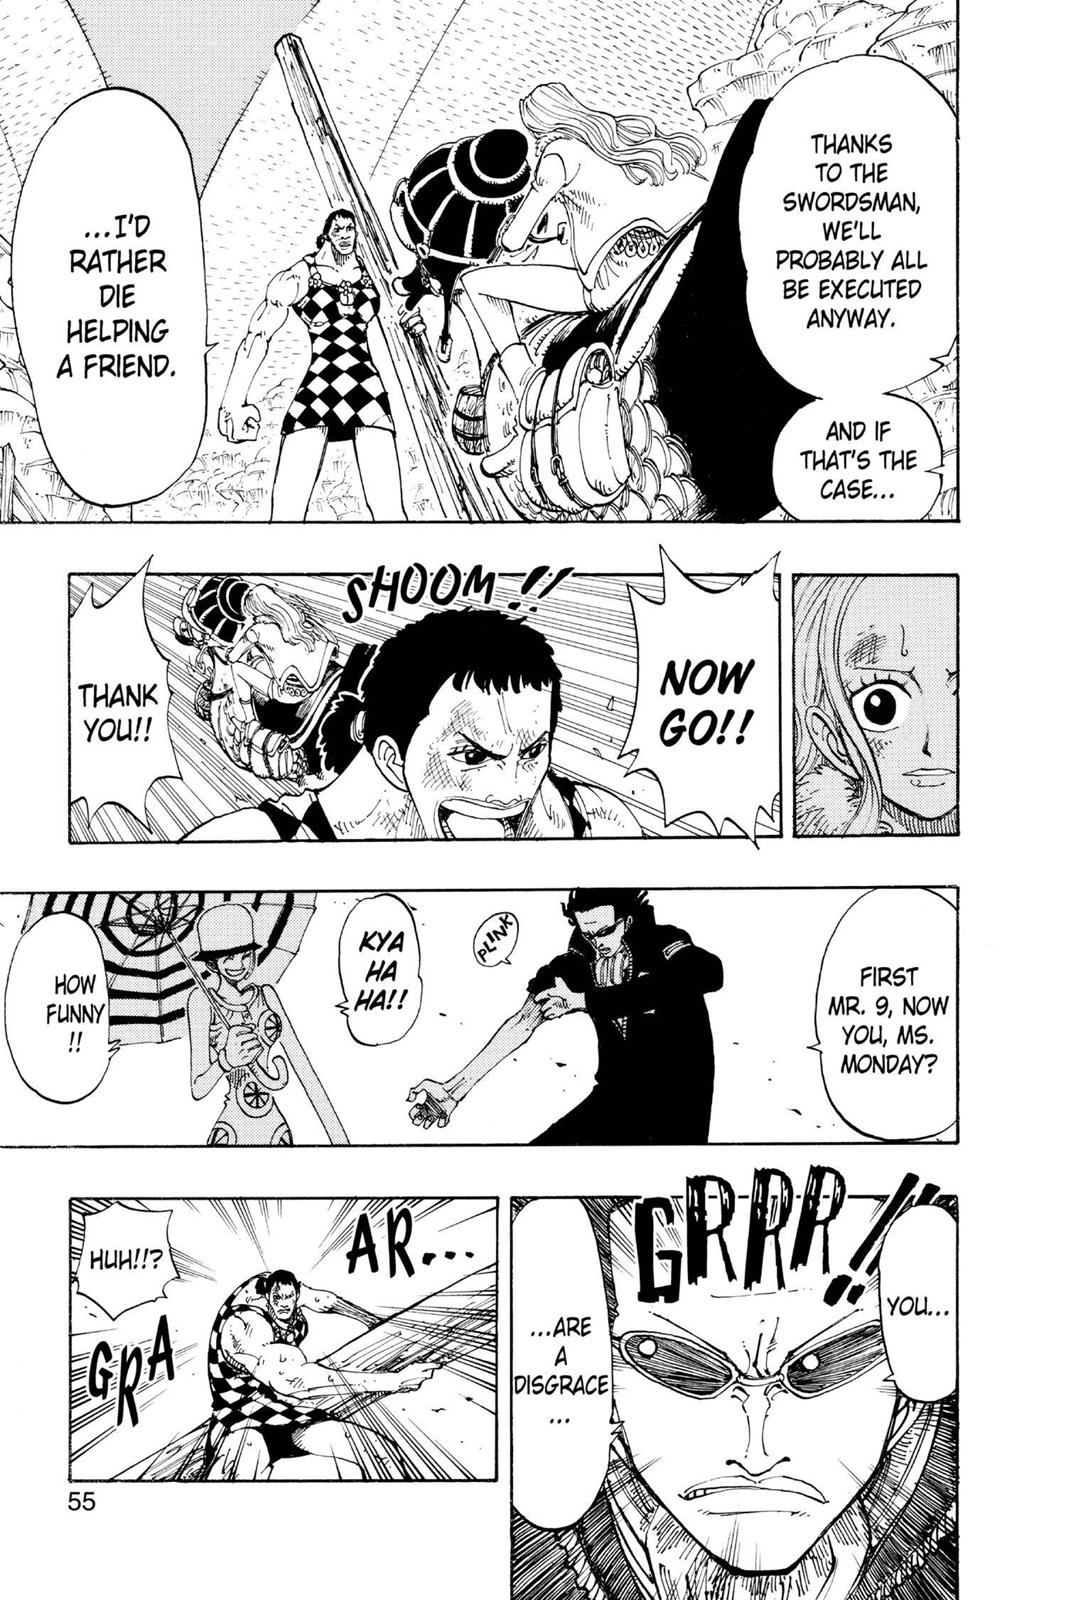 THANKS
TO THE
SWORDSMAN,
WE'LL
PROBABLY ALL
BE EXECUTED
ANYWAY.
AND IF
THAT'S THE
CASE...
...I'D
RATHER
DIE
HELPING
A FRIEND.
NOW
GO!!
SHOOM!!
THANK
YOU!!
FIRST
MR. 9, NOW
YOU, MS.
MONDAY?
PLINK
KYA
HA
HA!!
HOW
FUNNY
!!
GRRR!!
YOU...
...ARE
A
DISGRACE
...
AR...
HUH!!?
GRA
55